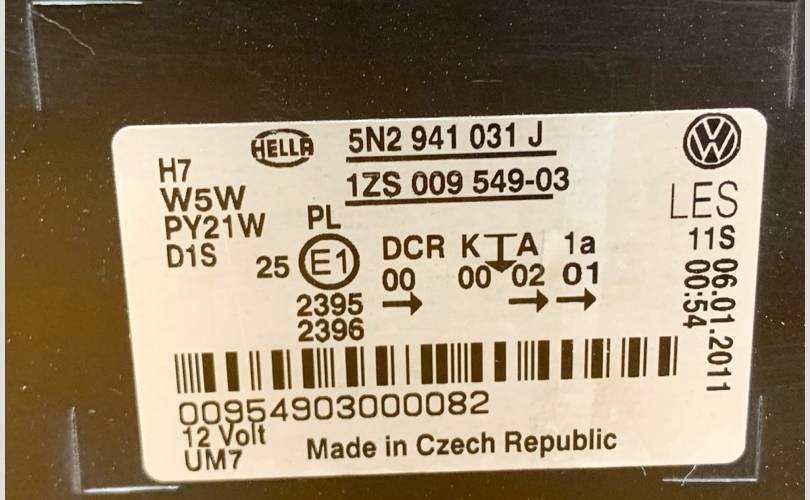 HELLA
5N2 941 031 J
1ZS 009 549-03
H7
W5W
PY21W
D1S
LES
11S
PL
25 E1
2395
2396
DCR K A 1a
00 00 02 01
06.01.2011
00:54
00954903000082
12 Volt
UM7
Made in Czech Republic